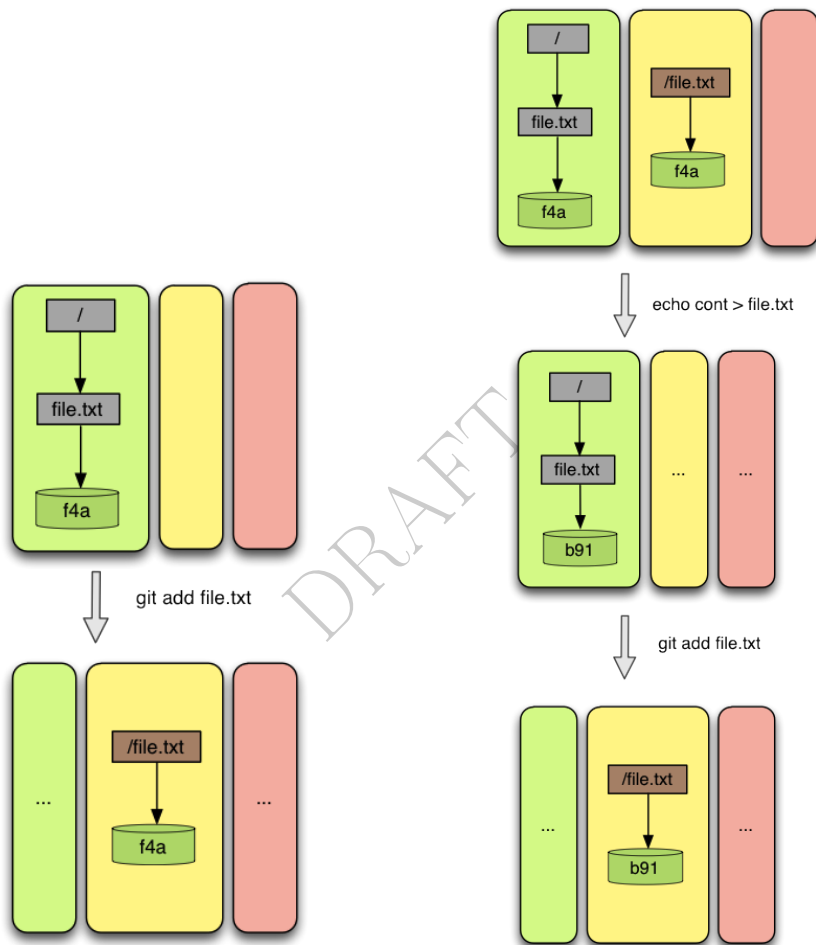 /
file.txt
f4a
git add file.txt
...
/file.txt
f4a
...
/
file.txt
f4a
/file.txt
f4a
echo cont > file.txt
/
file.txt
b91
...
...
git add file.txt
...
/file.txt
b91
...
DRAFT